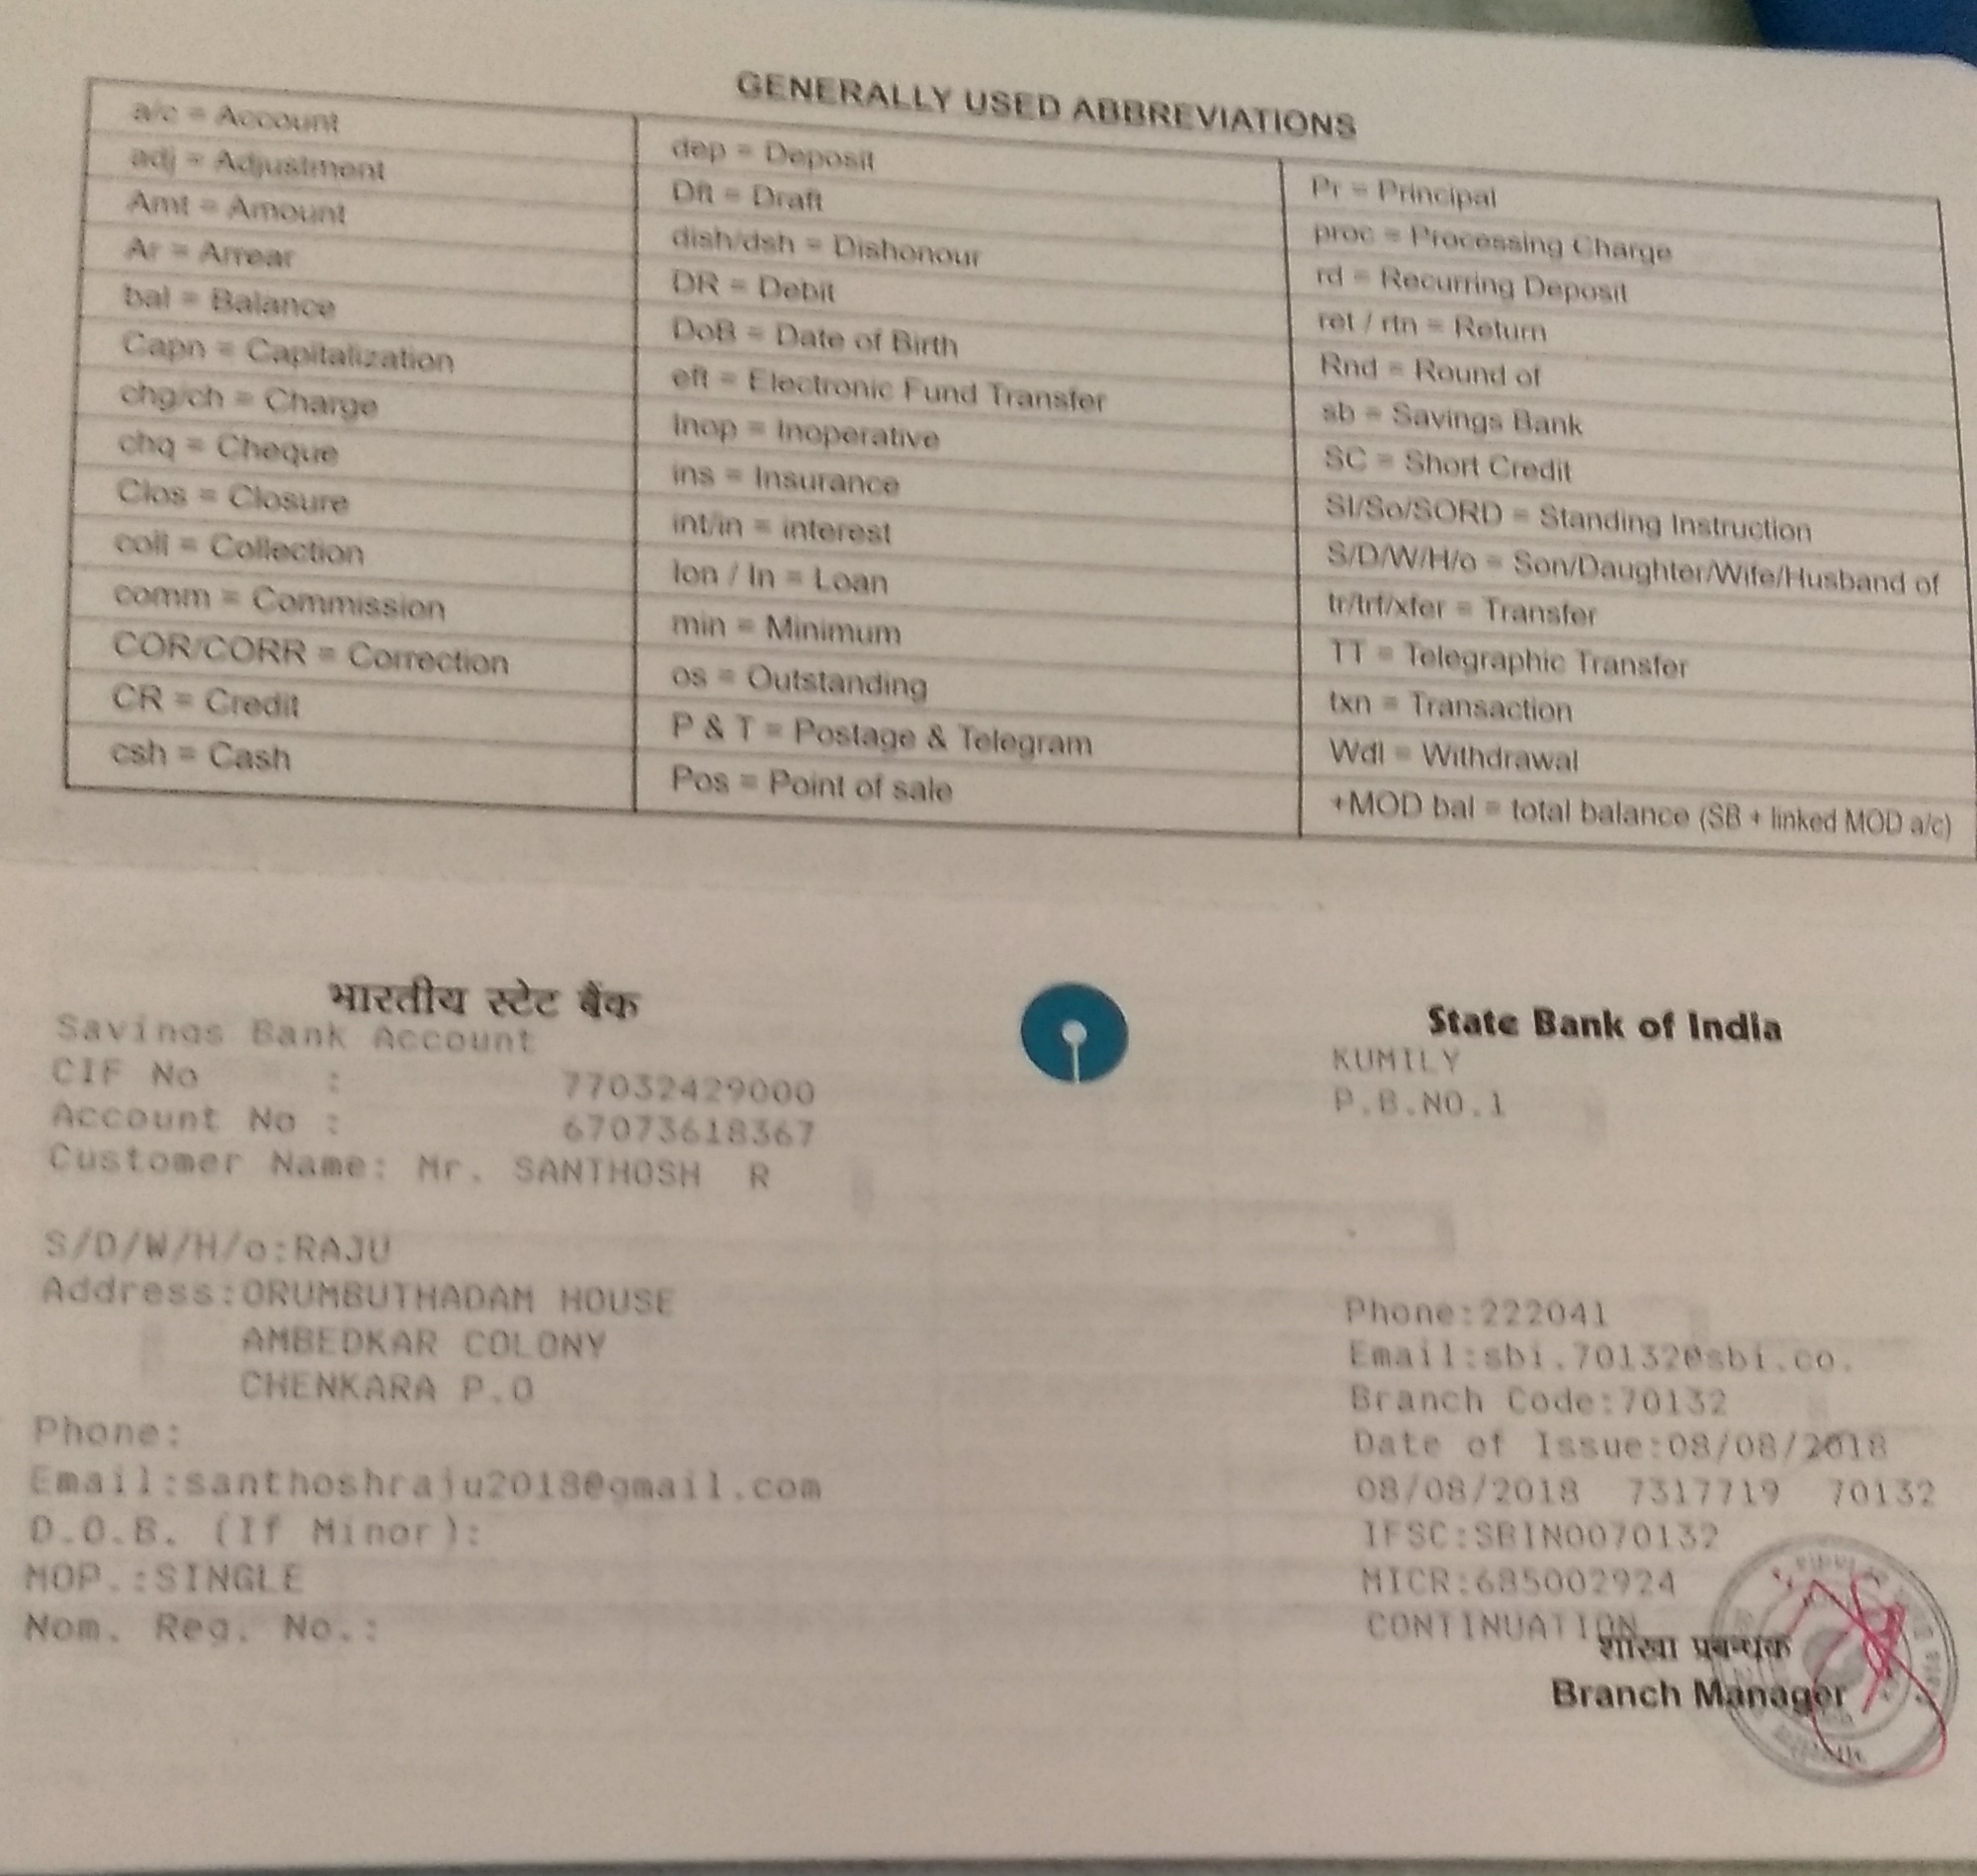 GENERALLY USED ABBREVIATIONS
a/c = Account
adj = Adjustment
Amt = Amount
Ar = Arrear
bal = Balance
Capn = Capitalization
chg/ch = Charge
chq = Cheque
Clos = Closure
coll = Collection
comm = Commission
COR/CORR = Correction
CR = Credit
csh = Cash
dep = Deposit
Dft = Draft
dish/dsh = Dishonour
DR = Debit
DoB = Date of Birth
eft = Electronic Fund Transfer
Inop = Inoperative
ins = Insurance
int/in = interest
lon / ln = Loan
min = Minimum
os = Outstanding
P & T = Postage & Telegram
Pos = Point of sale
Pr = Principal
proc = Processing Charge
rd = Recurring Deposit
ret / rtn = Return
Rnd = Round of
sb = Savings Bank
SC = Short Credit
SI/So/SORD = Standing Instruction
S/D/W/H/o = Son/Daughter/Wife/Husband of
tr/trf/xfer = Transfer
TT = Telegraphic Transfer
txn = Transaction
Wdl = Withdrawal
+MOD bal = total balance (SB + linked MOD a/c)
भारतीय स्टेट बैंक
Savings Bank Account
CIF No : 77032429000
Account No : 67073618367
Customer Name: Mr. SANTHOSH R
S/D/W/H/o:RAJU
Address:ORUMBUTHADAM HOUSE
AMBEDKAR COLONY
CHENKARA P.O
Phone:
Email:santhoshraju2018@gmail.com
D.O.B. (If Minor):
MOP.:SINGLE
Nom. Reg. No.:
State Bank of India
KUMILY
P.B.NO.1
Phone:222041
Email:sbi.70132@sbi.co.
Branch Code:70132
Date of Issue:08/08/2018
08/08/2018 7317719 70132
IFSC:SBIN0070132
MICR:685002924
CONTINUATION
शाखा प्रबन्धक
Branch Manager